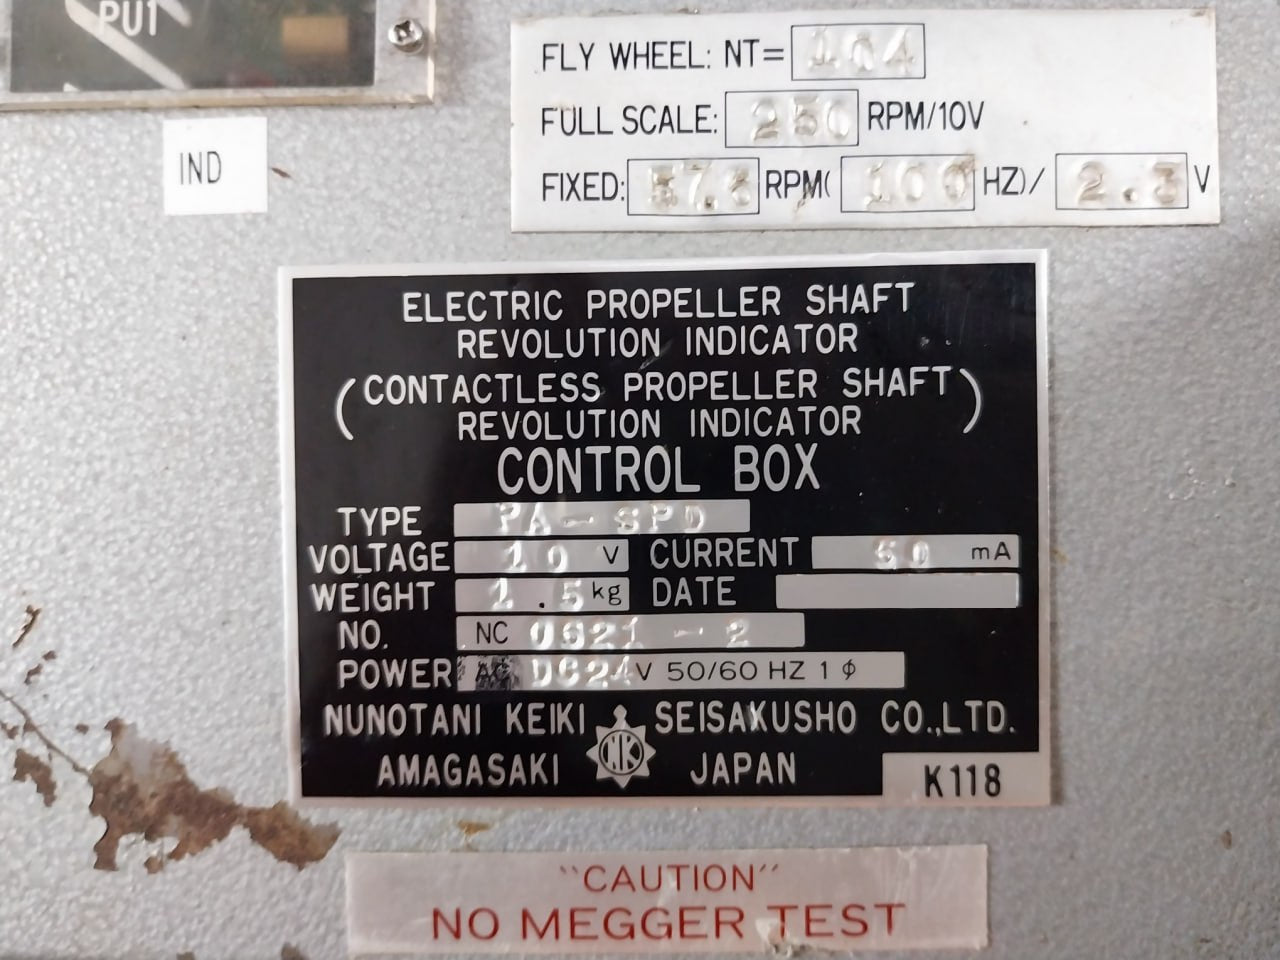 PU1
IND
FLY WHEEL: NT= 104
FULL SCALE: 250 RPM/10V
FIXED: 57.6 RPM( 100 HZ)/ 2.3 V
ELECTRIC PROPELLER SHAFT
REVOLUTION INDICATOR
(CONTACTLESS PROPELLER SHAFT
REVOLUTION INDICATOR)
CONTROL BOX
TYPE PA-SPD
VOLTAGE 10 V CURRENT 50 mA
WEIGHT 1.5 kg DATE
NO. NC 0621-2
POWER AC DC24 V 50/60 HZ 1 ϕ
NUNOTANI KEIKI SEISAKUSHO CO.,LTD.
AMAGASAKI JAPAN
K118
"CAUTION"
NO MEGGER TEST